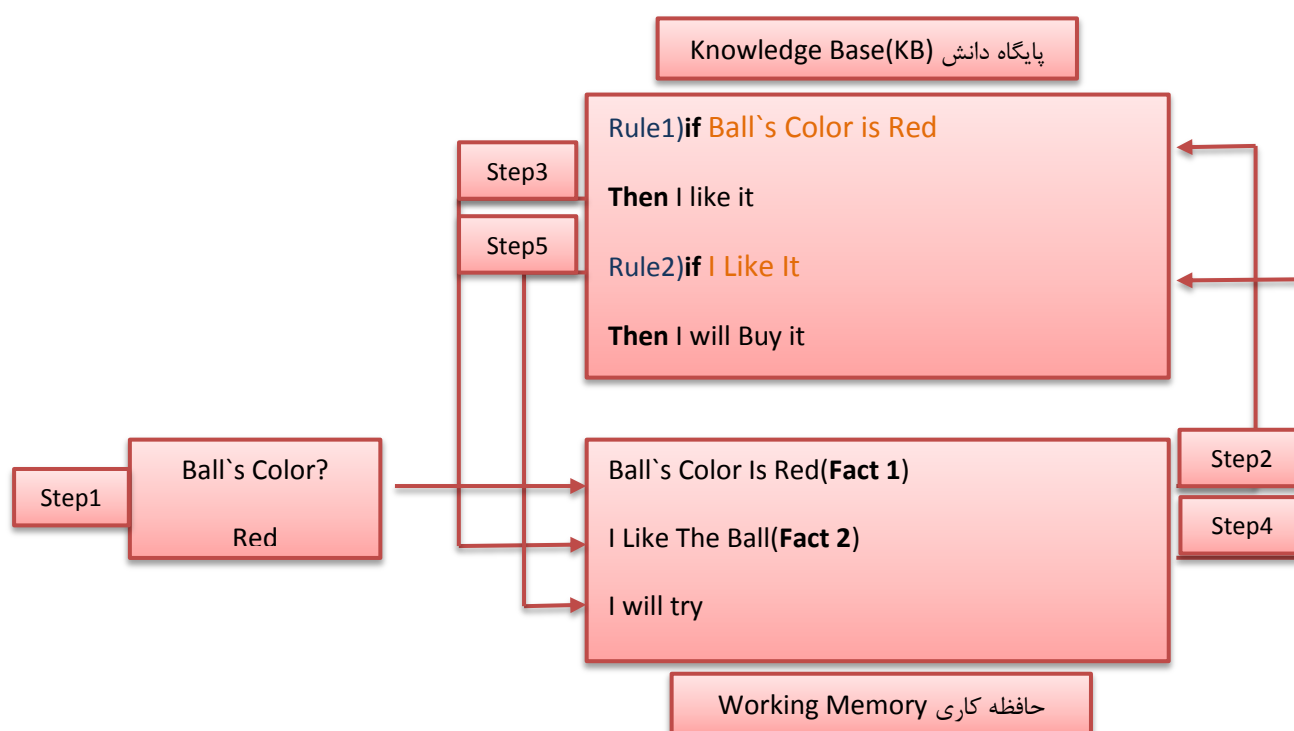 Knowledge Base(KB) پایگاه دانش
Rule1)if Ball`s Color is Red
Then I like it
Rule2)if I Like It
Then I will Buy it
Step3
Step5
Step1
Ball`s Color?
Red
Ball`s Color Is Red(Fact 1)
I Like The Ball(Fact 2)
I will try
Step2
Step4
Working Memory حافظه کاری